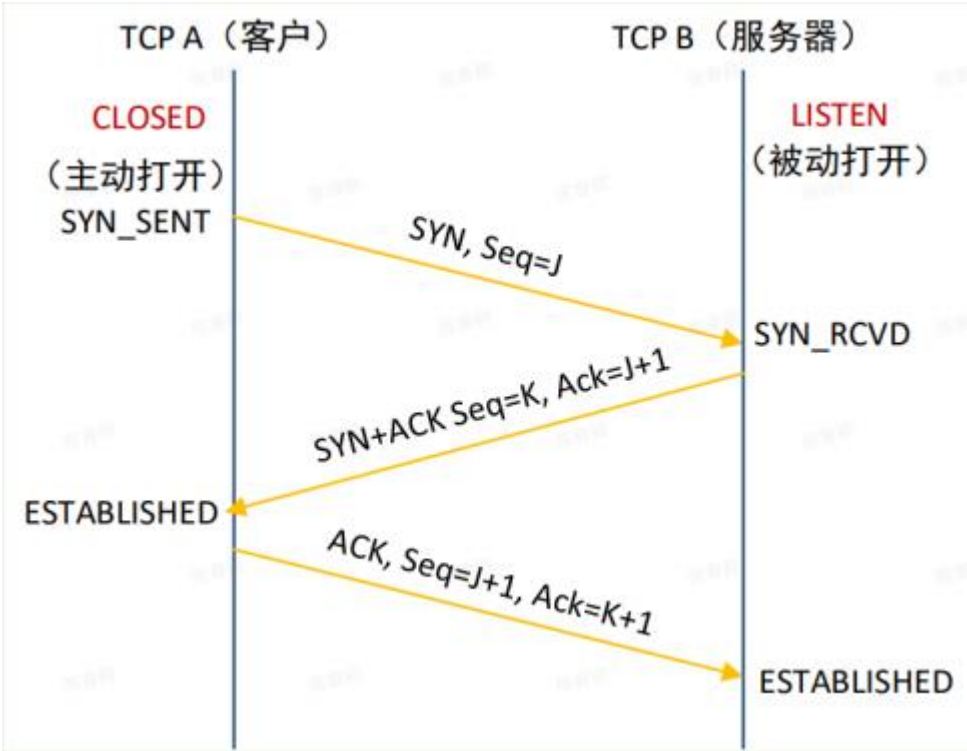 TCP A（客户）
TCP B（服务器）
CLOSED
LISTEN
（主动打开）
（被动打开）
SYN_SENT
SYN, Seq=J
SYN_RCVD
SYN+ACK Seq=K, Ack=J+1
ESTABLISHED
ACK, Seq=J+1, Ack=K+1
ESTABLISHED